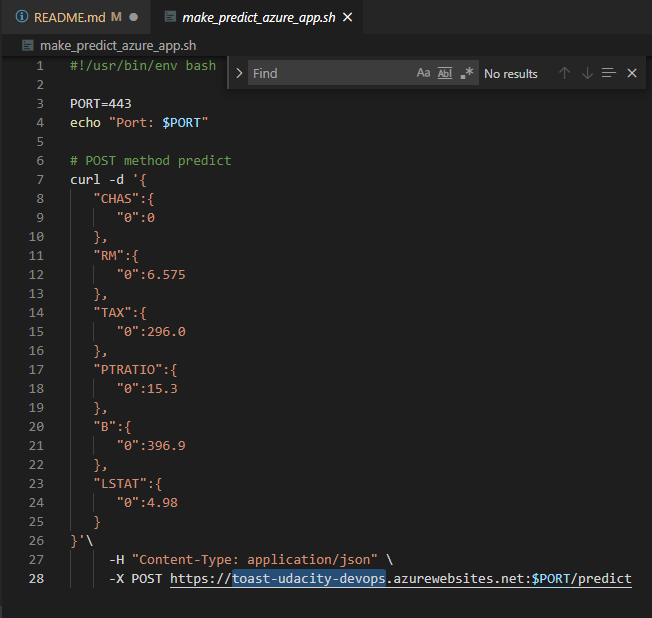 README.md M
make_predict_azure_app.sh
make_predict_azure_app.sh
Find Aa Abl .* No results
1 #!/usr/bin/env bash
2
3 PORT=443
4 echo "Port: $PORT"
5
6 # POST method predict
7 curl -d '{
8 "CHAS":{
9 "0":0
10 },
11 "RM":{
12 "0":6.575
13 },
14 "TAX":{
15 "0":296.0
16 },
17 "PTRATIO":{
18 "0":15.3
19 },
20 "B":{
21 "0":396.9
22 },
23 "LSTAT":{
24 "0":4.98
25 }
26 }'\
27 -H "Content-Type: application/json" \
28 -X POST https://toast-udacity-devops.azurewebsites.net:$PORT/predict